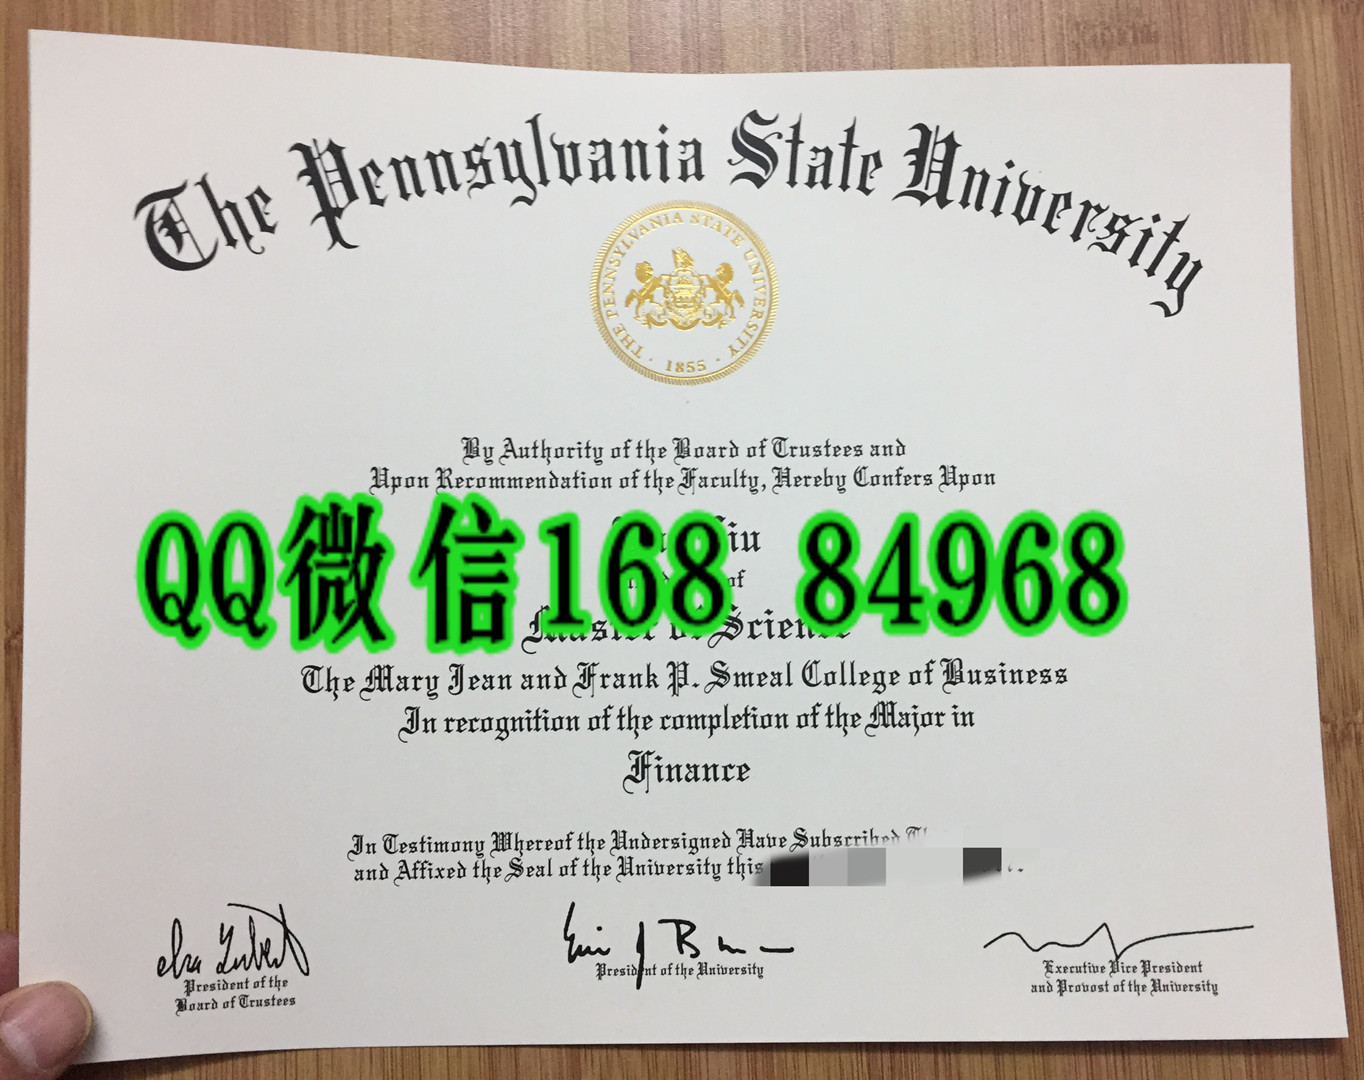 The Pennsylvania State University
THE PENNSYLVANIA STATE UNIVERSITY
· 1855 ·
By Authority of the Board of Trustees and
Upon Recommendation of the Faculty, Hereby Confers Upon
QQ微信168 84968
of
Master of Science
The Mary Jean and Frank P. Smeal College of Business
In recognition of the completion of the Major in
Finance
In Testimony Whereof the Undersigned Have Subscribed
and Affixed the Seal of the University this
President of the
Board of Trustees
President of the University
Executive Vice President
and Provost of the University